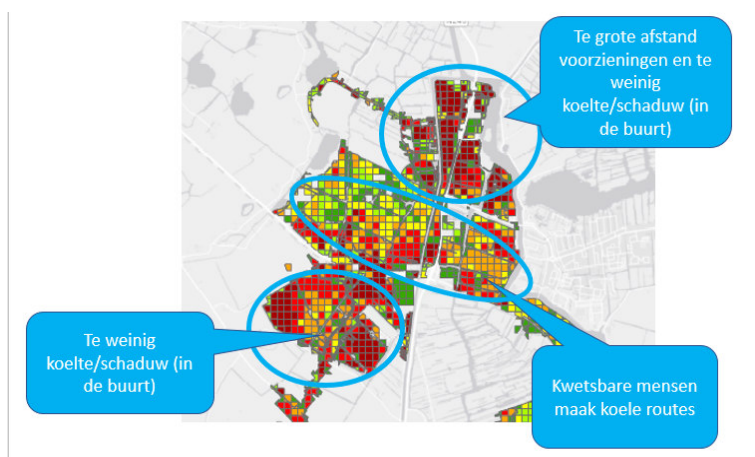 Te grote afstand
voorzieningen en te
weinig
koelte/schaduw (in
de buurt)
Te weinig
koelte/schaduw (in
de buurt)
Kwetsbare mensen
maak koele routes